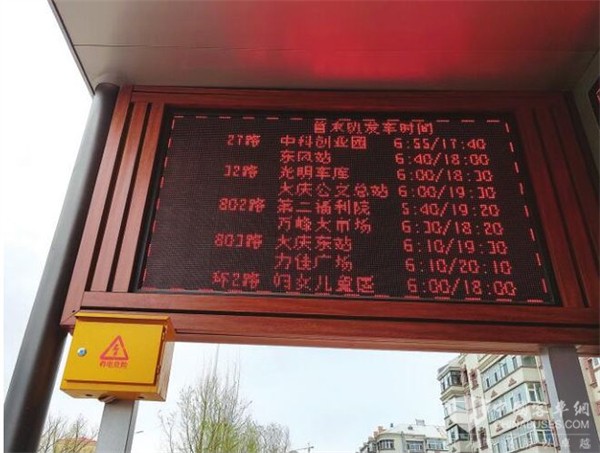 首末班发车时间
27路 中科创业园 6:55/17:40
东风站 6:40/18:00
32路 光明车库 6:00/18:30
大庆公交总站 6:00/19:30
802路 第二福利院 5:40/19:20
万峰大市场 6:30/18:20
803路 大庆东站 6:10/19:30
力佳广场 6:10/20:10
环2路 妇女儿童医 6:00/18:00
有电危险